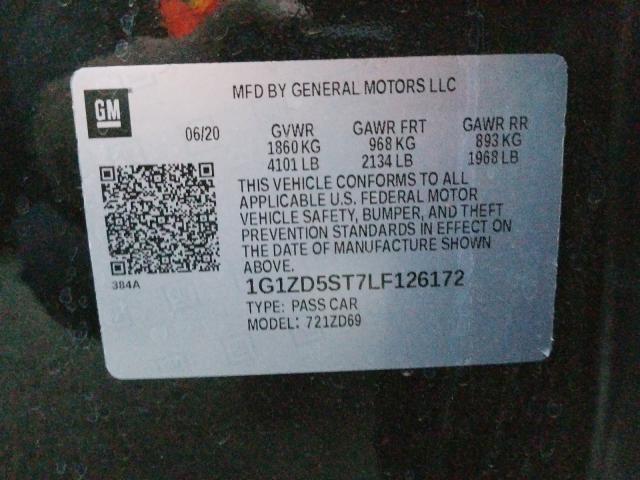 GM
MFD BY GENERAL MOTORS LLC
06/20 GVWR GAWR FRT GAWR RR
1860 KG 968 KG 893 KG
4101 LB 2134 LB 1968 LB
THIS VEHICLE CONFORMS TO ALL
APPLICABLE U.S. FEDERAL MOTOR
VEHICLE SAFETY, BUMPER, AND THEFT
PREVENTION STANDARDS IN EFFECT ON
THE DATE OF MANUFACTURE SHOWN
ABOVE.
384A
1G1ZD5ST7LF126172
TYPE: PASS CAR
MODEL: 721ZD69